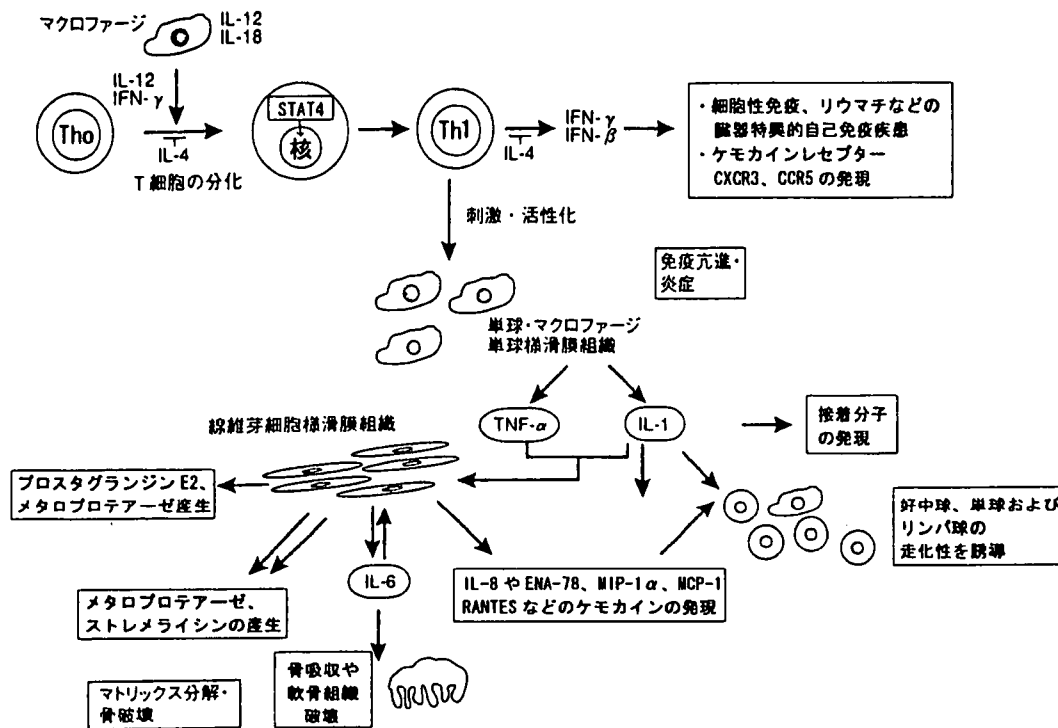 マクロファージ
IL-12
IL-18
IL-12
IFN-γ
Tho
IL-4
T細胞の分化
STAT4
核
Th1
IFN-γ
IFN-β
IL-4
・細胞性免疫、リウマチなどの
臓器特異的自己免疫疾患
・ケモカインレセプター
CXCR3、CCR5の発現
刺激・活性化
免疫亢進・
炎症
単球・マクロファージ
単球様滑膜組織
TNF-α
IL-1
接着分子
の発現
線維芽細胞様滑膜組織
プロスタグランジンE2、
メタロプロテアーゼ産生
好中球、単球および
リンパ球の
走化性を誘導
IL-6
IL-8やENA-78、MIP-1α、MCP-1
RANTESなどのケモカインの発現
メタロプロテアーゼ、
ストレメライシンの産生
骨吸収や
軟骨組織
破壊
マトリックス分解・
骨破壊